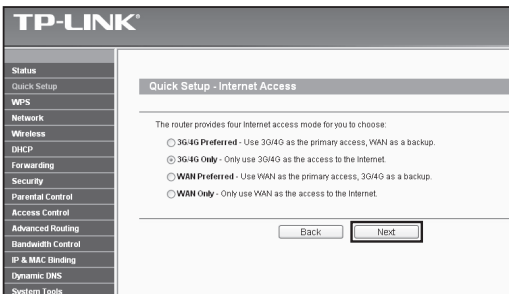 TP-LINK®
Status
Quick Setup
WPS
Network
Wireless
DHCP
Forwarding
Security
Parental Control
Access Control
Advanced Routing
Bandwidth Control
IP & MAC Binding
Dynamic DNS
System Tools
Quick Setup - Internet Access
The router provides four Internet access mode for you to choose:
3G/4G Preferred - Use 3G/4G as the primary access, WAN as a backup.
3G/4G Only - Only use 3G/4G as the access to the Internet.
WAN Preferred - Use WAN as the primary access, 3G/4G as a backup.
WAN Only - Only use WAN as the access to the Internet.
Back Next